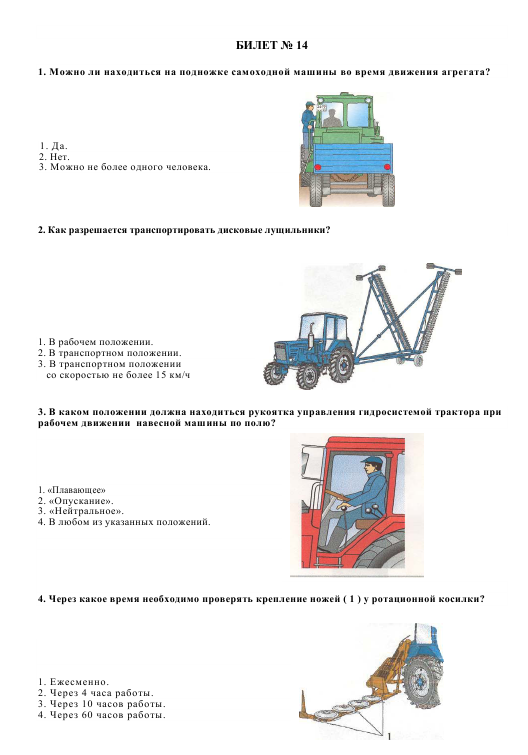 БИЛЕТ № 14
1. Можно ли находиться на подножке самоходной машины во время движения агрегата?
1. Да.
2. Нет.
3. Можно не более одного человека.
2. Как разрешается транспортировать дисковые лущильники?
1. В рабочем положении.
2. В транспортном положении.
3. В транспортном положении
со скоростью не более 15 км/ч
3. В каком положении должна находиться рукоятка управления гидросистемой трактора при
рабочем движении навесной машины по полю?
1. «Плавающее»
2. «Опускание».
3. «Нейтральное».
4. В любом из указанных положений.
4. Через какое время необходимо проверять крепление ножей ( 1 ) у ротационной косилки?
1. Ежесменно.
2. Через 4 часа работы.
3. Через 10 часов работы.
4. Через 60 часов работы.
1